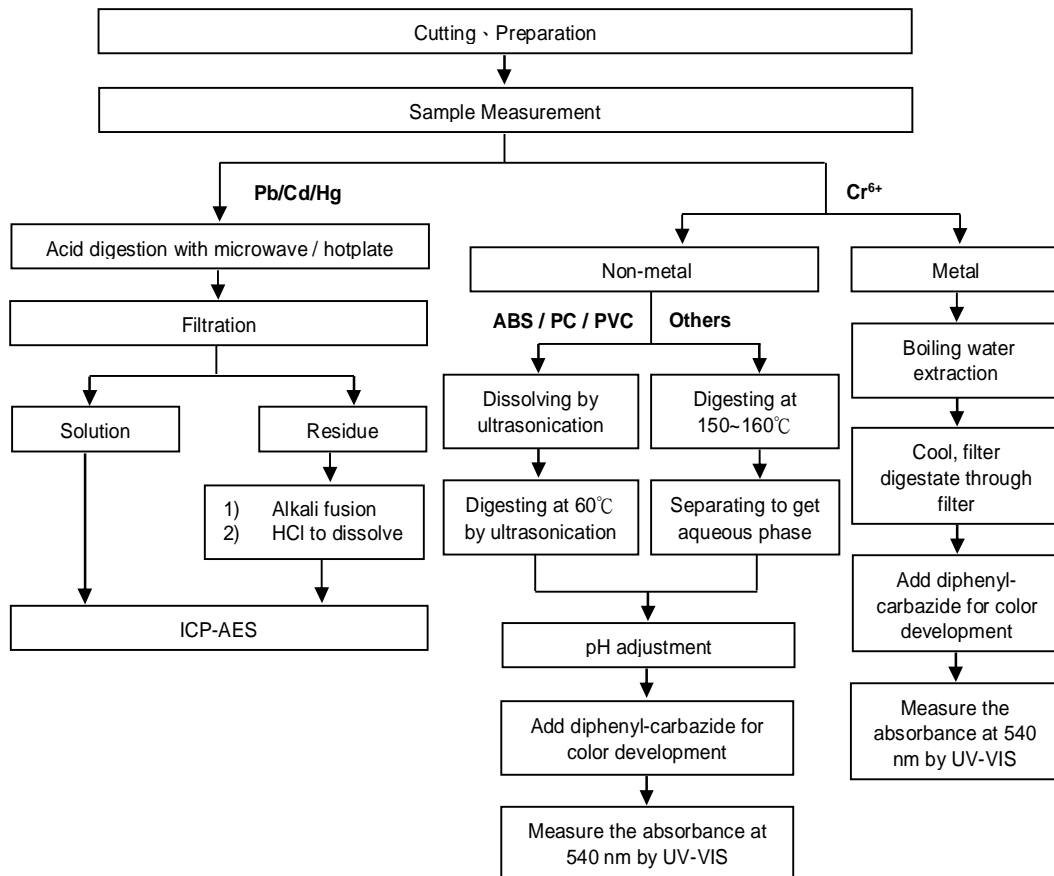 Cutting、Preparation
Sample Measurement
Pb/Cd/Hg
Cr⁶⁺
Acid digestion with microwave / hotplate
Filtration
Solution
Residue
1) Alkali fusion
2) HCl to dissolve
ICP-AES
Non-metal
ABS / PC / PVC
Others
Dissolving by
ultrasonication
Digesting at
150~160℃
Digesting at 60℃
by ultrasonication
Separating to get
aqueous phase
pH adjustment
Add diphenyl-carbazide for
color development
Measure the absorbance at
540 nm by UV-VIS
Metal
Boiling water
extraction
Cool, filter
digestate through
filter
Add diphenyl-
carbazide for color
development
Measure the
absorbance at 540
nm by UV-VIS